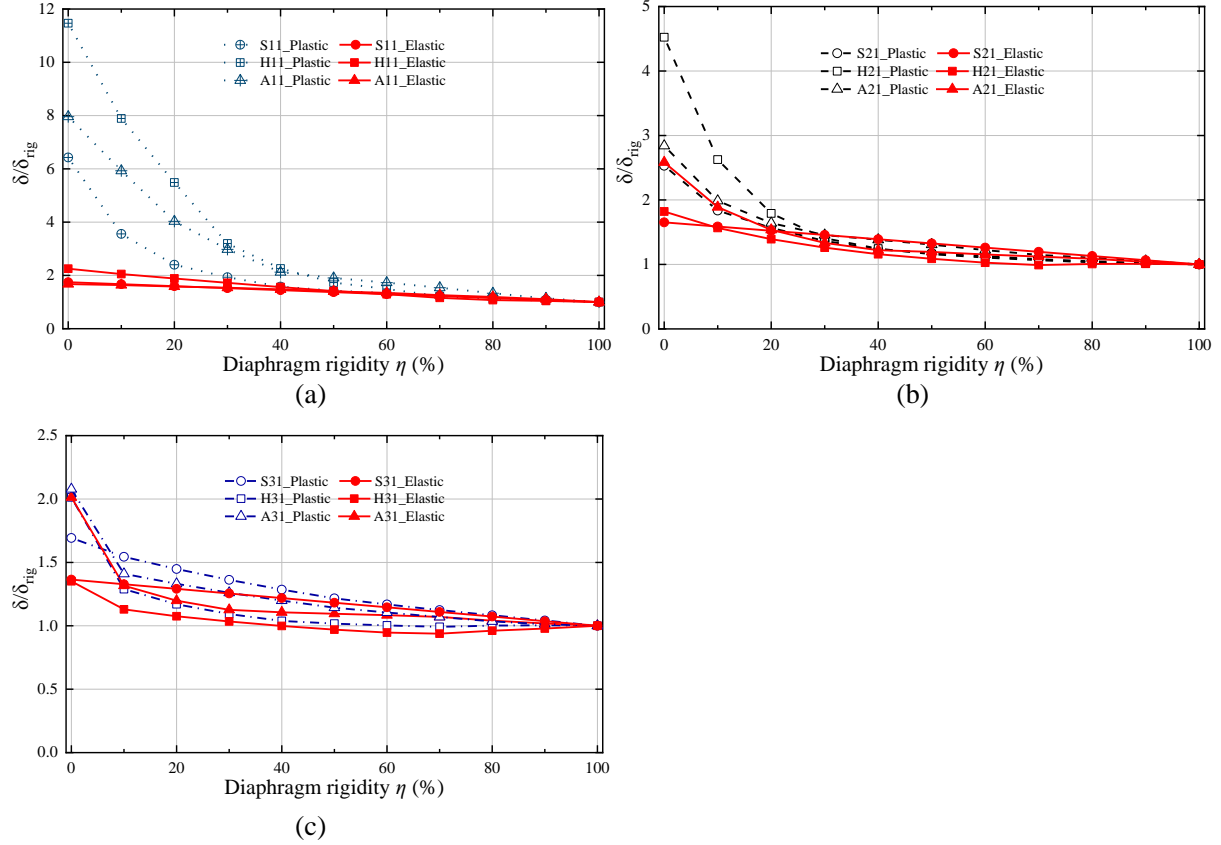 12
10
8
6
4
2
0
δ/δrig
S11_Plastic S11_Elastic
H11_Plastic H11_Elastic
A11_Plastic A11_Elastic
0 20 40 60 80 100
Diaphragm rigidity η (%)
(a)
5
4
3
2
1
0
δ/δrig
S21_Plastic S21_Elastic
H21_Plastic H21_Elastic
A21_Plastic A21_Elastic
0 20 40 60 80 100
Diaphragm rigidity η (%)
(b)
2.5
2.0
1.5
1.0
0.5
0.0
δ/δrig
S31_Plastic S31_Elastic
H31_Plastic H31_Elastic
A31_Plastic A31_Elastic
0 20 40 60 80 100
Diaphragm rigidity η (%)
(c)